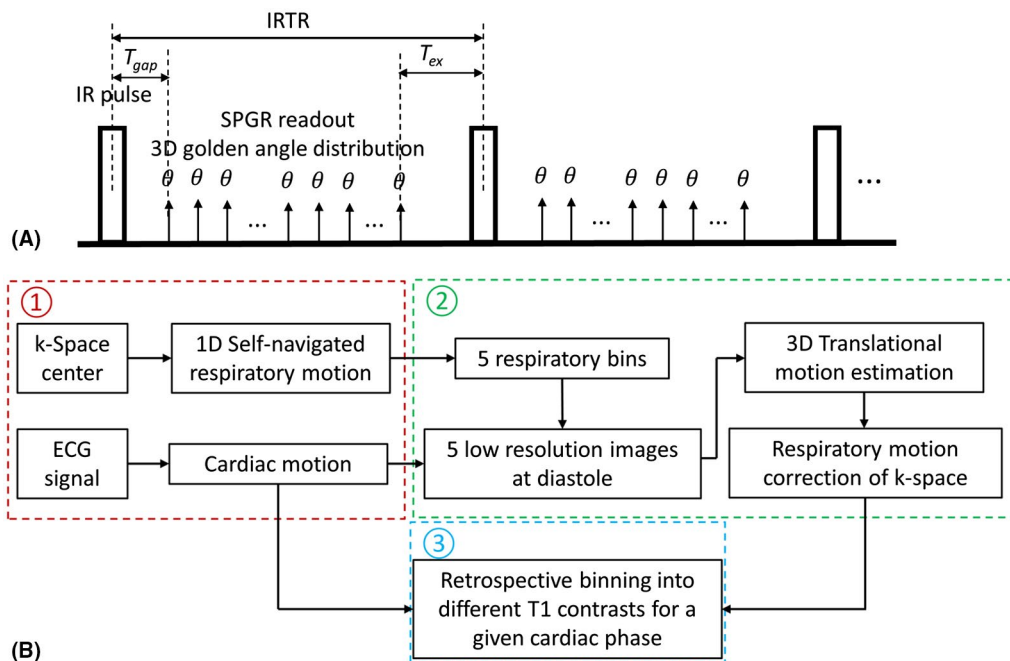 IRTR
T_gap
T_ex
IR pulse
SPGR readout
3D golden angle distribution
θ θ θ θ θ θ θ θ θ θ θ θ θ
... ... ... ... ...
(A)
①
k-Space
center
1D Self-navigated
respiratory motion
ECG
signal
Cardiac motion
②
5 respiratory bins
5 low resolution images
at diastole
3D Translational
motion estimation
Respiratory motion
correction of k-space
③
Retrospective binning into
different T1 contrasts for a
given cardiac phase
(B)